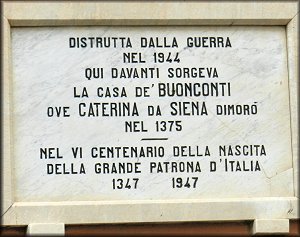 DISTRUTTA DALLA GUERRA
NEL 1944
QUI DAVANTI SORGEVA
LA CASA DE' BUONCONTI
OVE CATERINA DA SIENA DIMORÓ
NEL 1375
NEL VI CENTENARIO DELLA NASCITA
DELLA GRANDE PATRONA D'ITALIA
1347 1947